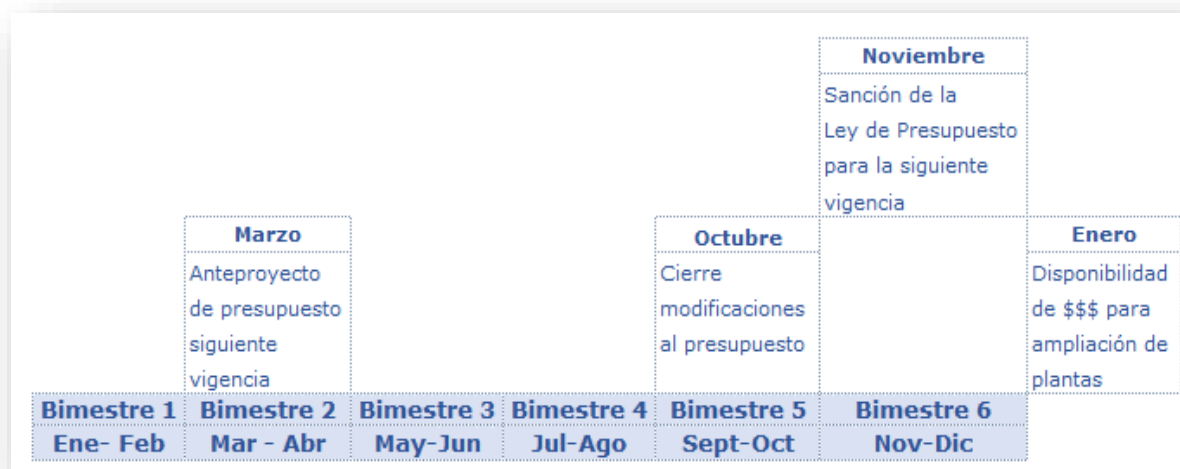 Noviembre
Sanción de la
Ley de Presupuesto
para la siguiente
vigencia
Marzo
Anteproyecto
de presupuesto
siguiente
vigencia
Octubre
Cierre
modificaciones
al presupuesto
Enero
Disponibilidad
de $$$ para
ampliación de
plantas
Bimestre 1 Bimestre 2 Bimestre 3 Bimestre 4 Bimestre 5 Bimestre 6
Ene- Feb Mar - Abr May-Jun Jul-Ago Sept-Oct Nov-Dic